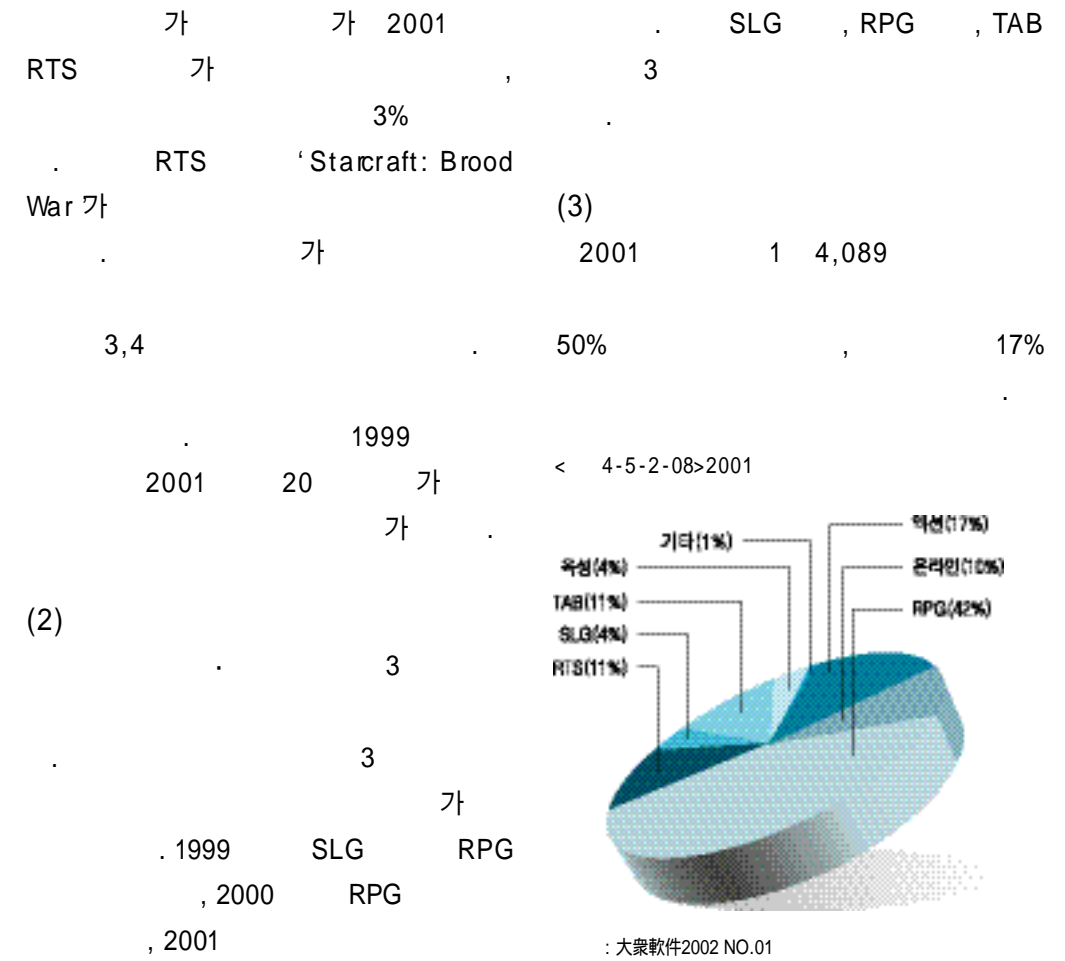 가 가 2001
RTS 가 ,
3%
. RTS ‘Starcraft: Brood
War 가
. 가
3,4 .
. 1999
2001 20 가
가 .
(2)
. 3
. 3
가
. 1999 SLG RPG
, 2000 RPG
, 2001
. SLG , RPG , TAB
3
.
(3)
2001 1 4,089
50% , 17%
.
< 4-5-2-08>2001
기타(1%)
액션(17%)
옥성(4%)
온라인(10%)
TAB(11%)
RPG(42%)
SLG(4%)
RTS(11%)
: 大衆軟件2002 NO.01